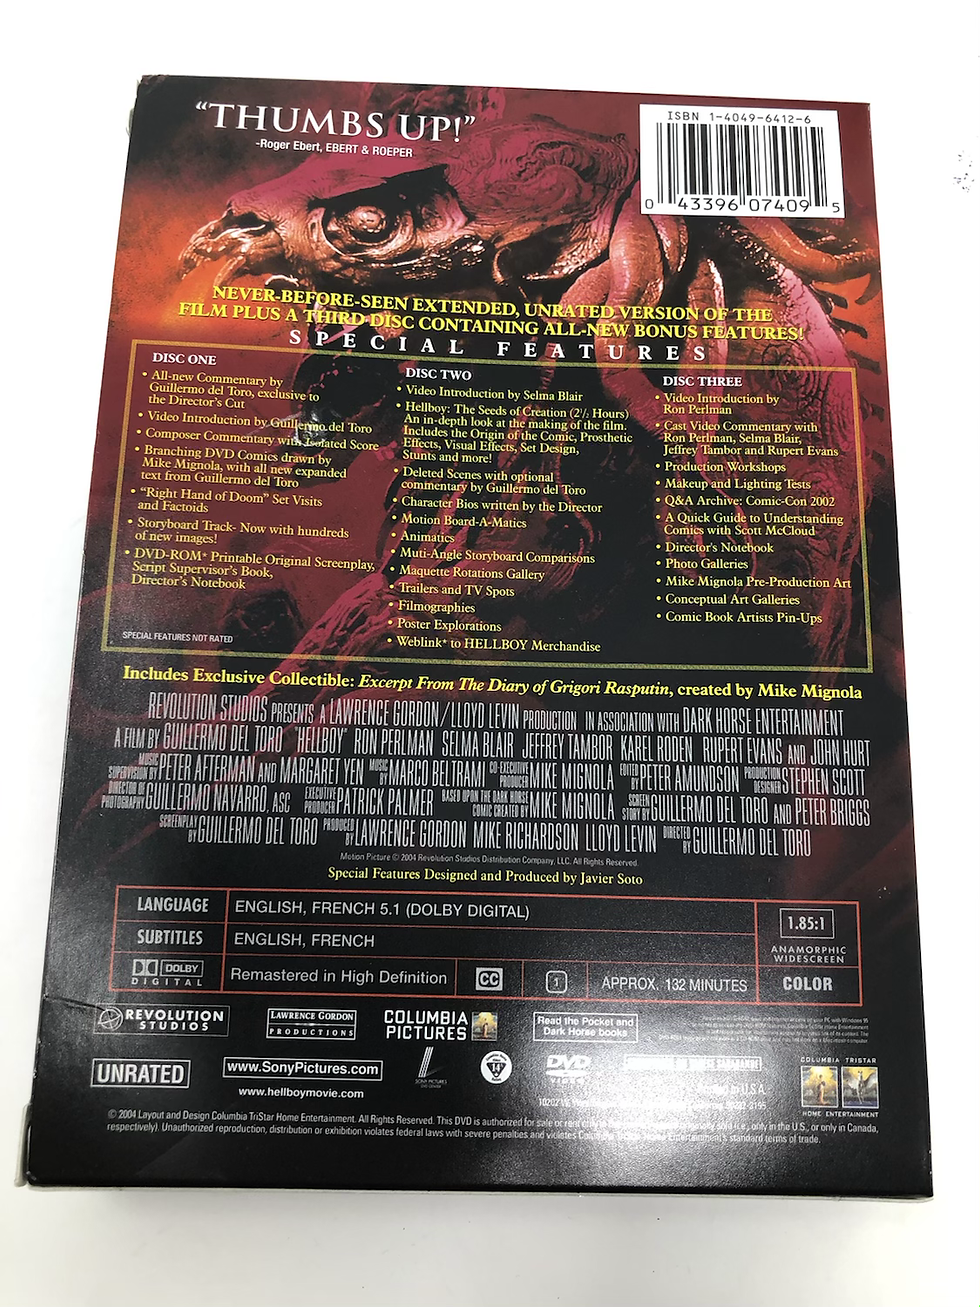 “THUMBS UP!”
-Roger Ebert, EBERT & ROEPER
ISBN 1-4049-6412-6
0 43396 07409 5
NEVER-BEFORE-SEEN EXTENDED, UNRATED VERSION OF THE
FILM PLUS A THIRD DISC CONTAINING ALL-NEW BONUS FEATURES!
SPECIAL FEATURES
DISC ONE
• All-new Commentary by
Guillermo del Toro, exclusive to
the Director's Cut
• Video Introduction by Guillermo del Toro
• Composer Commentary with Isolated Score
• Branching DVD Comics drawn by
Mike Mignola, with all new expanded
text from Guillermo del Toro
• “Right Hand of Doom” Set Visits
and Factoids
• Storyboard Track- Now with hundreds
of new images!
• DVD-ROM* Printable Original Screenplay,
Script Supervisor's Book,
Director's Notebook
SPECIAL FEATURES NOT RATED
DISC TWO
• Video Introduction by Selma Blair
• Hellboy: The Seeds of Creation (2½ Hours)
An in-depth look at the making of the film.
Includes the Origin of the Comic, Prosthetic
Effects, Visual Effects, Set Design,
Stunts and more!
• Deleted Scenes with optional
commentary by Guillermo del Toro
• Character Bios written by the Director
• Motion Board-A-Matics
• Animatics
• Muti-Angle Storyboard Comparisons
• Maquette Rotations Gallery
• Trailers and TV Spots
• Filmographies
• Poster Explorations
• Weblink* to HELLBOY Merchandise
DISC THREE
• Video Introduction by
Ron Perlman
• Cast Video Commentary with
Ron Perlman, Selma Blair,
Jeffrey Tambor and Rupert Evans
• Production Workshops
• Makeup and Lighting Tests
• Q&A Archive: Comic-Con 2002
• A Quick Guide to Understanding
Comics with Scott McCloud
• Director's Notebook
• Photo Galleries
• Mike Mignola Pre-Production Art
• Conceptual Art Galleries
• Comic Book Artists Pin-Ups
Includes Exclusive Collectible: Excerpt From The Diary of Grigori Rasputin, created by Mike Mignola
REVOLUTION STUDIOS PRESENTS A LAWRENCE GORDON/LLOYD LEVIN PRODUCTION IN ASSOCIATION WITH DARK HORSE ENTERTAINMENT
A FILM BY GUILLERMO DEL TORO "HELLBOY" RON PERLMAN SELMA BLAIR JEFFREY TAMBOR KAREL RODEN RUPERT EVANS AND JOHN HURT
MUSIC SUPERVISION BY PETER AFTERMAN AND MARGARET YEN MUSIC BY MARCO BELTRAMI CO-EXECUTIVE PRODUCER MIKE MIGNOLA EDITED BY PETER AMUNDSON PRODUCTION DESIGNER STEPHEN SCOTT
DIRECTOR OF PHOTOGRAPHY GUILLERMO NAVARRO, ASC EXECUTIVE PRODUCER PATRICK PALMER BASED UPON THE DARK HORSE COMIC CREATED BY MIKE MIGNOLA SCREEN STORY BY GUILLERMO DEL TORO AND PETER BRIGGS
SCREENPLAY BY GUILLERMO DEL TORO PRODUCED BY LAWRENCE GORDON MIKE RICHARDSON LLOYD LEVIN DIRECTED BY GUILLERMO DEL TORO
Motion Picture © 2004 Revolution Studios Distribution Company, LLC. All Rights Reserved.
Special Features Designed and Produced by Javier Soto
LANGUAGE ENGLISH, FRENCH 5.1 (DOLBY DIGITAL)
SUBTITLES ENGLISH, FRENCH
DOLBY DIGITAL Remastered in High Definition CC 1 APPROX. 132 MINUTES
1.85:1
ANAMORPHIC
WIDESCREEN
COLOR
REVOLUTION STUDIOS
LAWRENCE GORDON PRODUCTIONS
COLUMBIA PICTURES
Read the Pocket and
Dark Horse books
UNRATED
www.SonyPictures.com
www.hellboymovie.com
SONY PICTURES
14
DVD VIDEO
in U.S.A.
COLUMBIA TRISTAR
HOME ENTERTAINMENT
© 2004 Layout and Design Columbia TriStar Home Entertainment. All Rights Reserved. This DVD is authorized for sale or rent only i.e., only in the U.S., or only in Canada,
respectively). Unauthorized reproduction, distribution or exhibition violates federal laws with severe penalties and violates Columbia Entertainment's standard terms of trade.